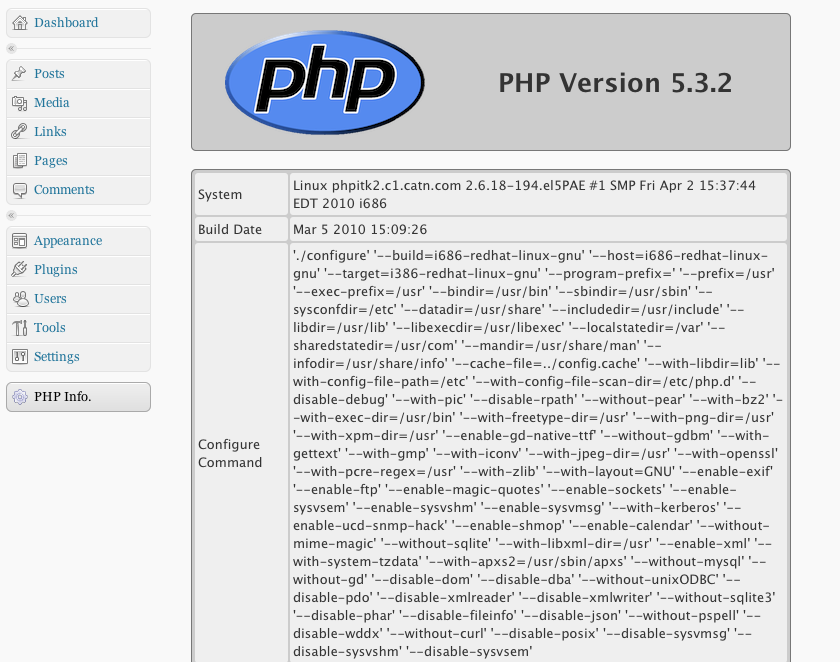 Dashboard
Posts
Media
Links
Pages
Comments
Appearance
Plugins
Users
Tools
Settings
PHP Info.
php
PHP Version 5.3.2
System
Linux phpitk2.c1.catn.com 2.6.18-194.el5PAE #1 SMP Fri Apr 2 15:37:44
EDT 2010 i686
Build Date
Mar 5 2010 15:09:26
Configure
Command
'./configure' '--build=i686-redhat-linux-gnu' '--host=i686-redhat-linux-
gnu' '--target=i386-redhat-linux-gnu' '--program-prefix=' '--prefix=/usr'
'--exec-prefix=/usr' '--bindir=/usr/bin' '--sbindir=/usr/sbin' '--
sysconfdir=/etc' '--datadir=/usr/share' '--includedir=/usr/include' '--
libdir=/usr/lib' '--libexecdir=/usr/libexec' '--localstatedir=/var' '--
sharedstatedir=/usr/com' '--mandir=/usr/share/man' '--
infodir=/usr/share/info' '--cache-file=../config.cache' '--with-libdir=lib' '--
with-config-file-path=/etc' '--with-config-file-scan-dir=/etc/php.d' '--
disable-debug' '--with-pic' '--disable-rpath' '--without-pear' '--with-bz2' '-
-with-exec-dir=/usr/bin' '--with-freetype-dir=/usr' '--with-png-dir=/usr'
'--with-xpm-dir=/usr' '--enable-gd-native-ttf' '--without-gdbm' '--with-
gettext' '--with-gmp' '--with-iconv' '--with-jpeg-dir=/usr' '--with-openssl'
'--with-pcre-regex=/usr' '--with-zlib' '--with-layout=GNU' '--enable-exif'
'--enable-ftp' '--enable-magic-quotes' '--enable-sockets' '--enable-
sysvsem' '--enable-sysvshm' '--enable-sysvmsg' '--with-kerberos' '--
enable-ucd-snmp-hack' '--enable-shmop' '--enable-calendar' '--without-
mime-magic' '--without-sqlite' '--with-libxml-dir=/usr' '--enable-xml' '--
with-system-tzdata' '--with-apxs2=/usr/sbin/apxs' '--without-mysql' '--
without-gd' '--disable-dom' '--disable-dba' '--without-unixODBC' '--
disable-pdo' '--disable-xmlreader' '--disable-xmlwriter' '--without-sqlite3'
'--disable-phar' '--disable-fileinfo' '--disable-json' '--without-pspell' '--
disable-wddx' '--without-curl' '--disable-posix' '--disable-sysvmsg' '--
disable-sysvshm' '--disable-sysvsem'